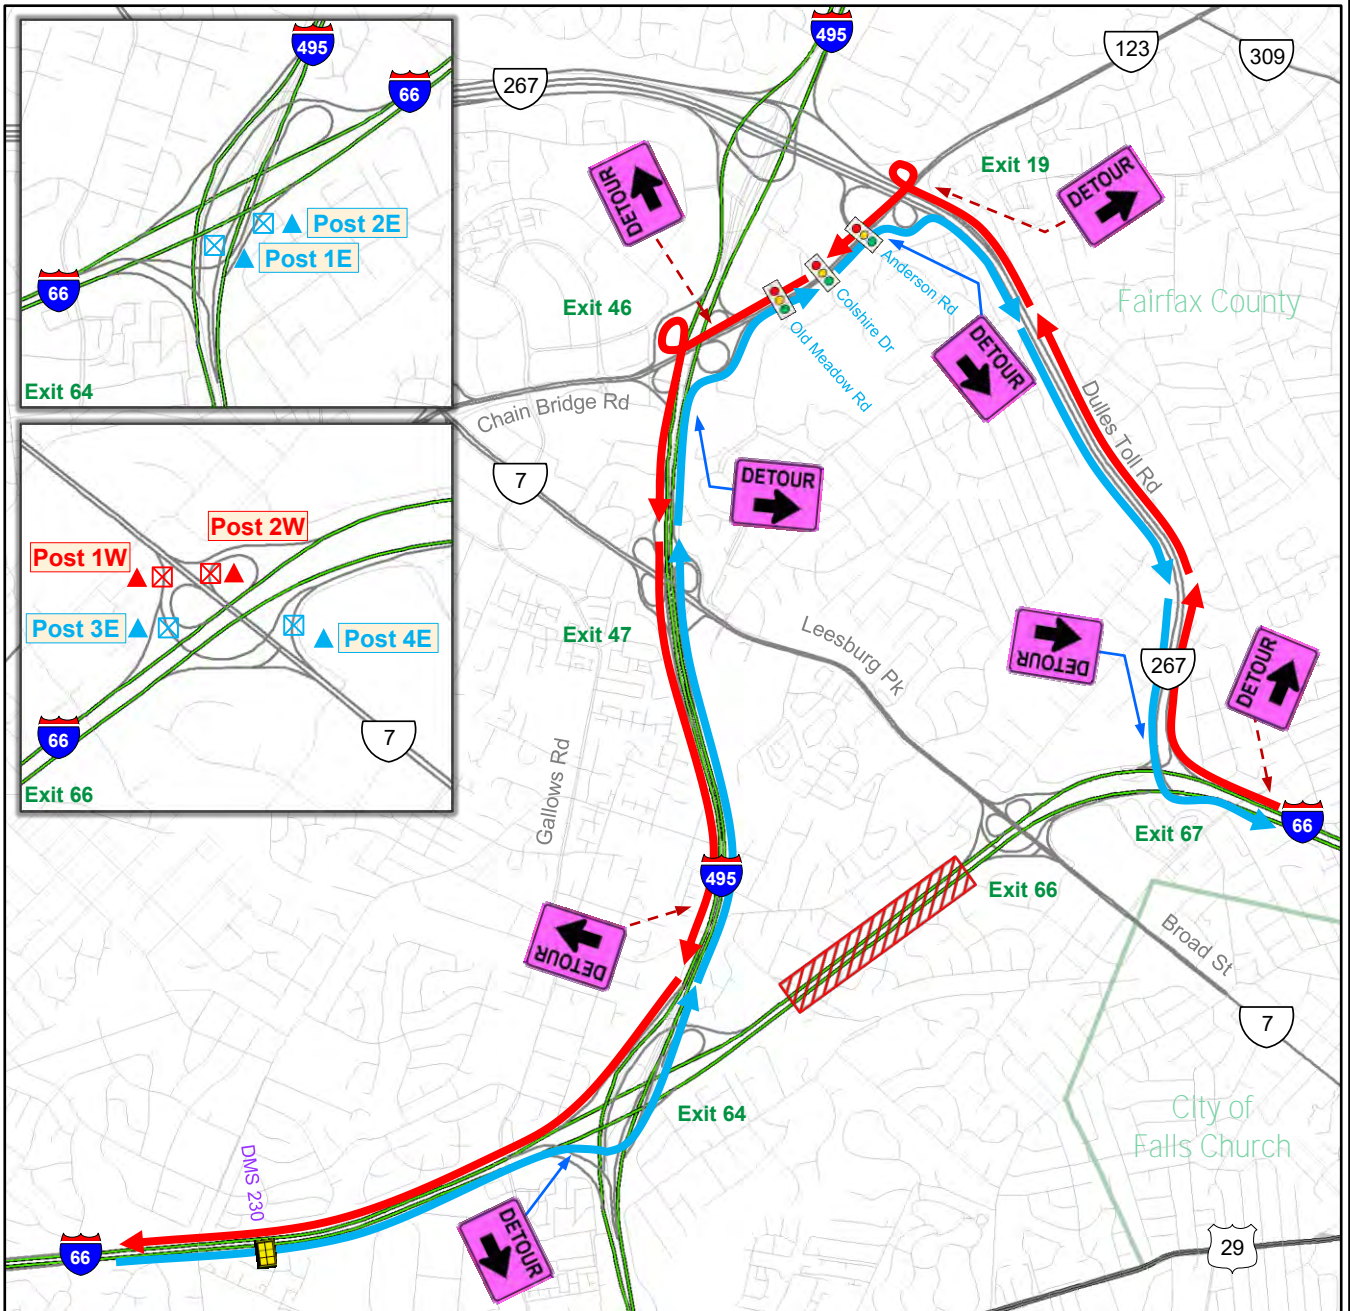 495
66
Post 2E
Post 1E
66
Exit 64
Post 2W
Post 1W
Post 3E
Post 4E
66
7
Exit 66
495
267
123
309
Exit 19
DETOUR
DETOUR
Anderson Rd
Colshire Dr
Old Meadow Rd
Exit 46
Fairfax County
DETOUR
Chain Bridge Rd
Dulles Toll Rd
7
DETOUR
Exit 47
Leesburg Pk
DETOUR
267
DETOUR
Gallows Rd
66
Exit 67
495
Exit 66
DETOUR
Broad St
7
Exit 64
City of
Falls Church
DMS 230
DETOUR
66
29